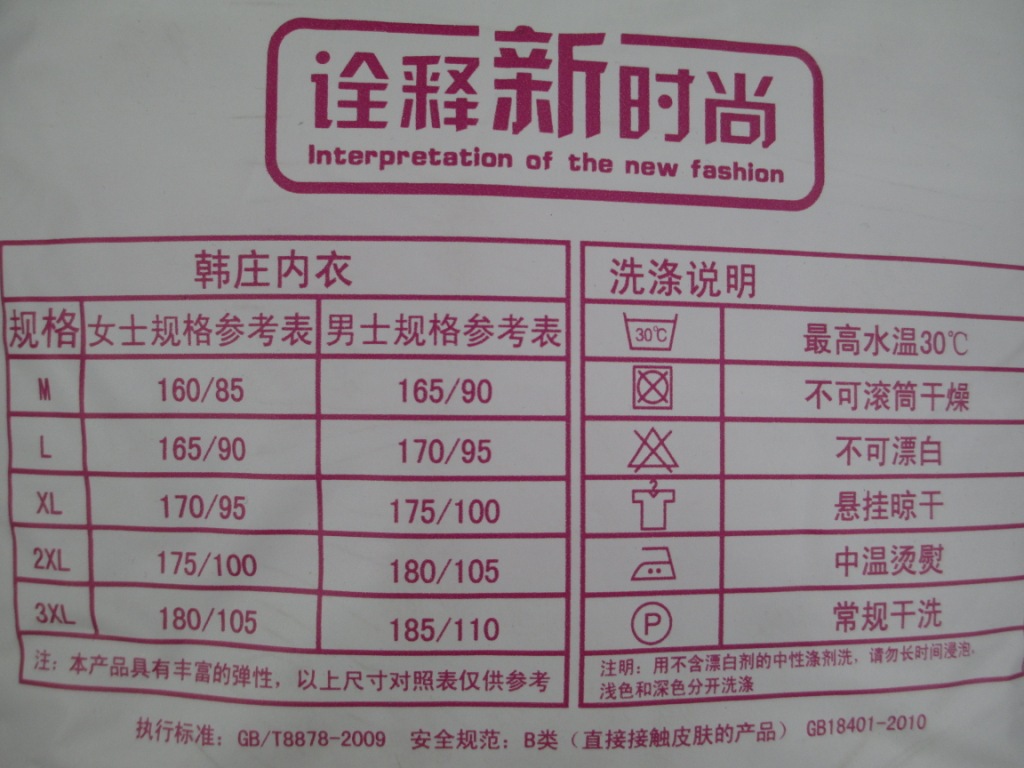 诠释新时尚
Interpretation of the new fashion
韩庄内衣
规格 女士规格参考表 男士规格参考表
M 160/85 165/90
L 165/90 170/95
XL 170/95 175/100
2XL 175/100 180/105
3XL 180/105 185/110
注：本产品具有丰富的弹性，以上尺寸对照表仅供参考
洗涤说明
30℃ 最高水温30℃
不可滚筒干燥
不可漂白
悬挂晾干
中温烫熨
P 常规干洗
注明：用不含漂白剂的中性涤剂洗，请勿长时间浸泡，
浅色和深色分开洗涤
执行标准：GB/T8878-2009 安全规范：B类（直接接触皮肤的产品） GB18401-2010